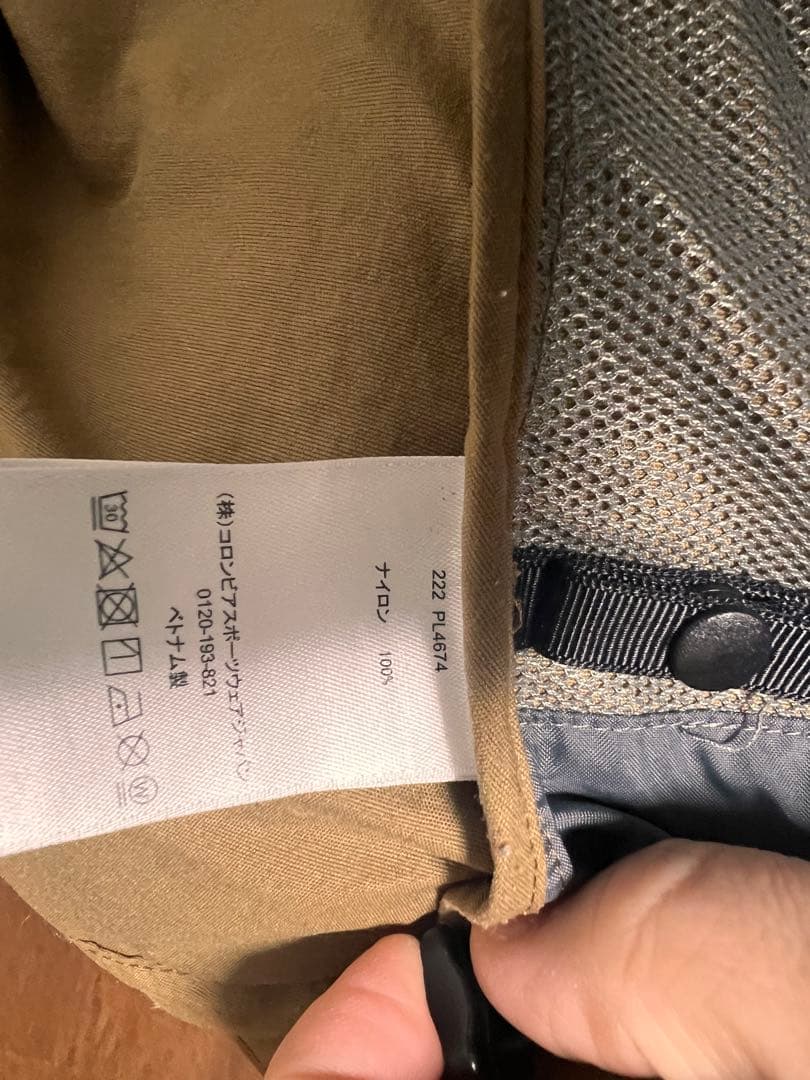 222 PL4674
ナイロン 100%
(株)コロンビアスポーツウェアジャパン
0120-193-821
ベトナム製
30
W